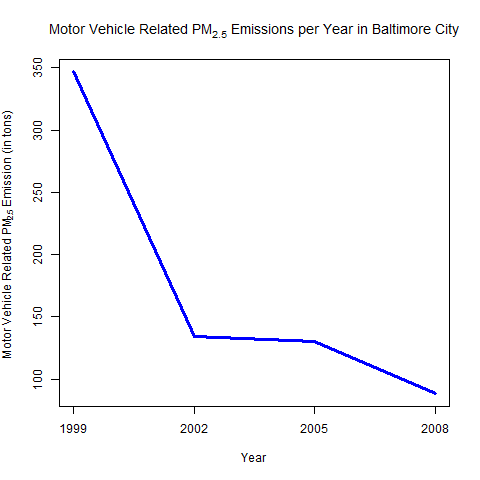 Motor Vehicle Related PM2.5 Emissions per Year in Baltimore City
Motor Vehicle Related PM2.5 Emission (in tons)
350
300
250
200
150
100
1999 2002 2005 2008
Year